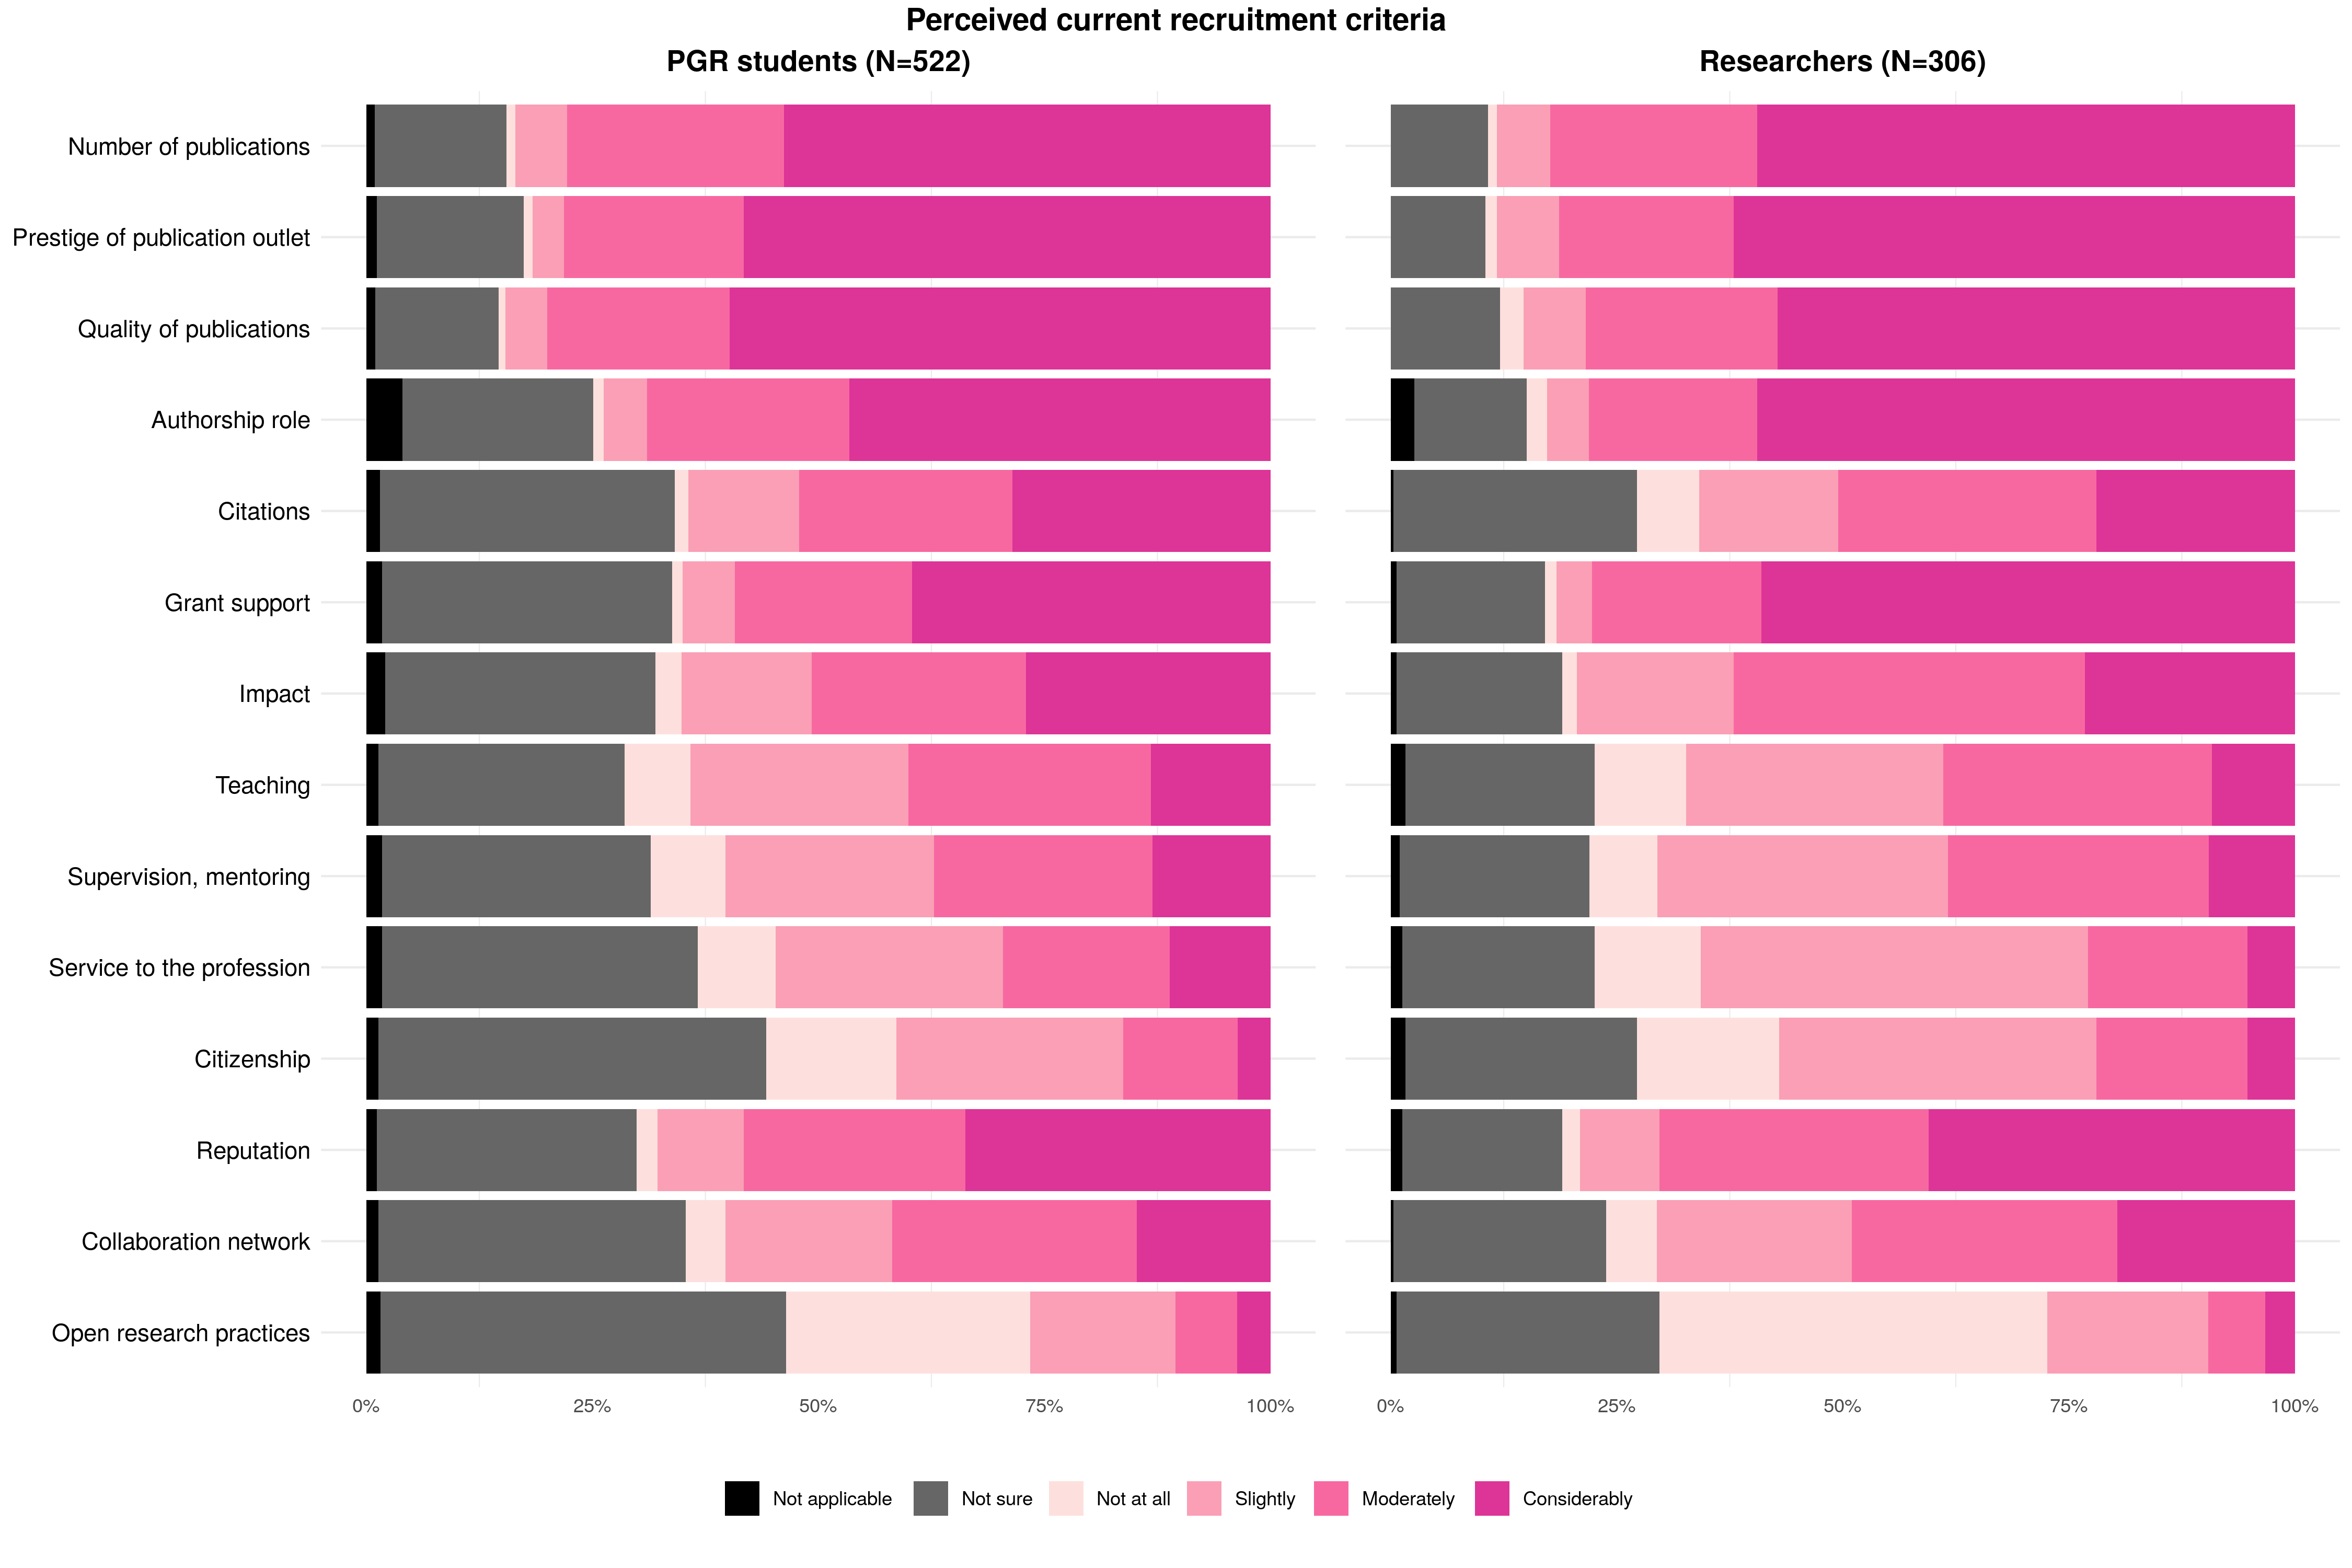 Perceived current recruitment criteria
PGR students (N=522)
Researchers (N=306)
Number of publications
Prestige of publication outlet
Quality of publications
Authorship role
Citations
Grant support
Impact
Teaching
Supervision, mentoring
Service to the profession
Citizenship
Reputation
Collaboration network
Open research practices
0% 25% 50% 75% 100%
0% 25% 50% 75% 100%
Not applicable Not sure Not at all Slightly Moderately Considerably